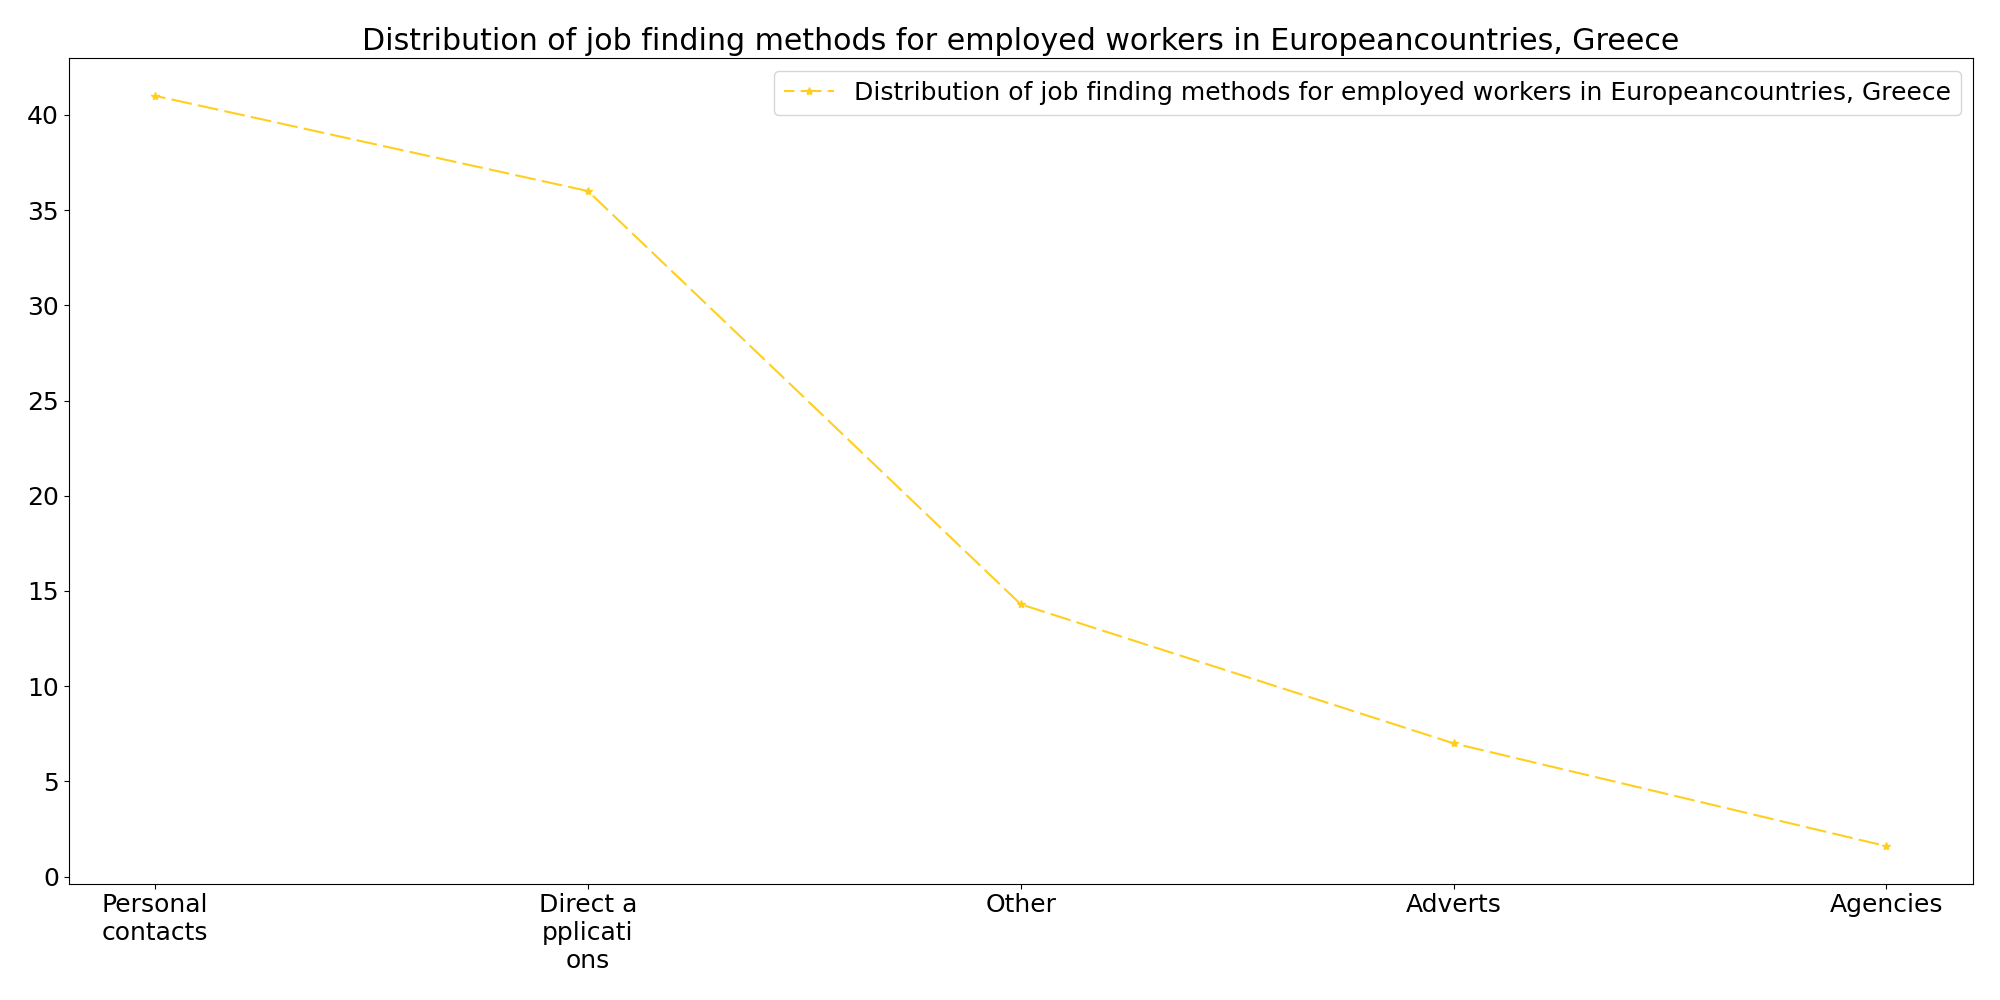 Distribution of job finding methods for employed workers in Europeancountries, Greece
Distribution of job finding methods for employed workers in Europeancountries, Greece
40
35
30
25
20
15
10
5
0
Personal
contacts
Direct a
pplicati
ons
Other
Adverts
Agencies